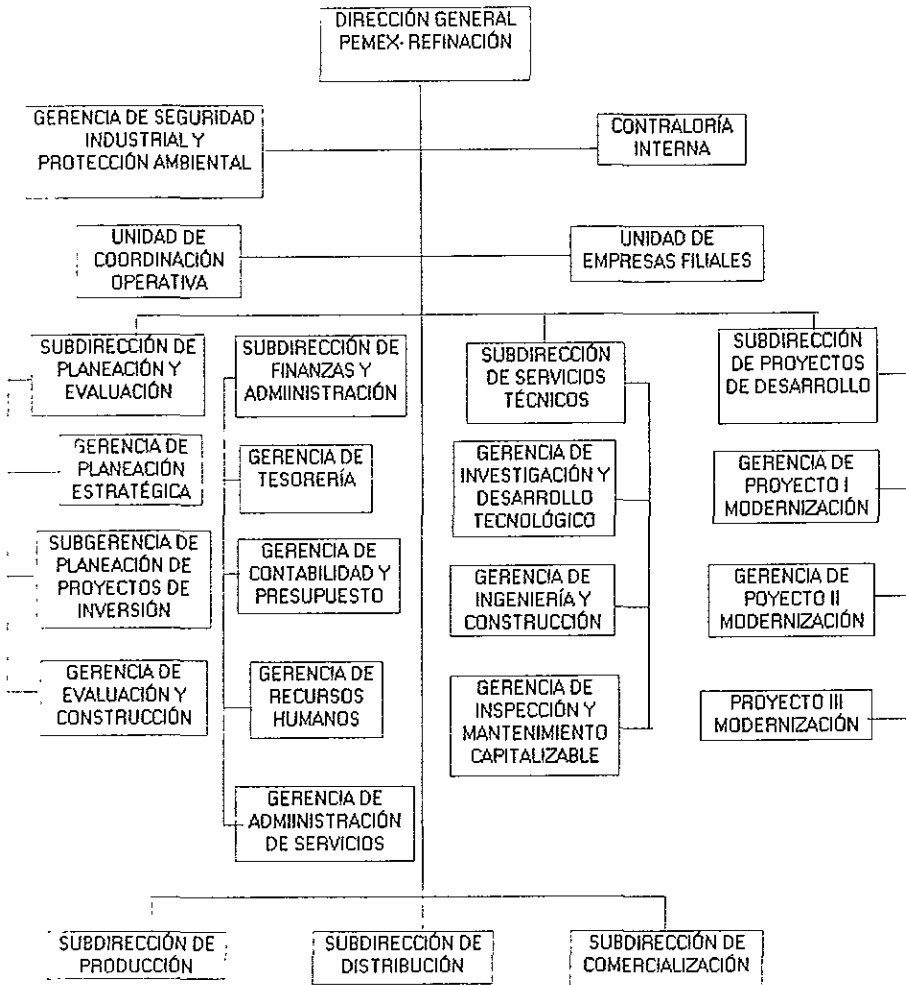 DIRECCIÓN GENERAL
PEMEX-REFINACIÓN
GERENCIA DE SEGURIDAD
INDUSTRIAL Y
PROTECCIÓN AMBIENTAL
CONTRALORÍA
INTERNA
UNIDAD DE
COORDINACIÓN
OPERATIVA
UNIDAD DE
EMPRESAS FILIALES
SUBDIRECCIÓN DE
PLANEACIÓN Y
EVALUACIÓN
GERENCIA DE
PLANEACIÓN
ESTRATÉGICA
SUBGERENCIA DE
PLANEACIÓN DE
PROYECTOS DE
INVERSIÓN
GERENCIA DE
EVALUACIÓN Y
CONSTRUCCIÓN
SUBDIRECCIÓN DE
FINANZAS Y
ADMIINISTRACIÓN
GERENCIA DE
TESORERÍA
GERENCIA DE
CONTABILIDAD Y
PRESUPUESTO
GERENCIA DE
RECURSOS
HUMANOS
GERENCIA DE
ADMIINISTRACIÓN
DE SERVICIOS
SUBDIRECCIÓN
DE SERVICIOS
TÉCNICOS
GERENCIA DE
INVESTIGACIÓN Y
DESARROLLO
TECNOLÓGICO
GERENCIA DE
INGENIERÍA Y
CONSTRUCCIÓN
GERENCIA DE
INSPECCIÓN Y
MANTENIMIENTO
CAPITALIZABLE
SUBDIRECCIÓN
DE PROYECTOS
DE DESARROLLO
GERENCIA DE
PROYECTO I
MODERNIZACIÓN
GERENCIA DE
POYECTO II
MODERNIZACIÓN
PROYECTO III
MODERNIZACIÓN
SUBDIRECCIÓN DE
PRODUCCIÓN
SUBDIRECCIÓN DE
DISTRIBUCIÓN
SUBDIRECCIÓN DE
COMERCIALIZACIÓN